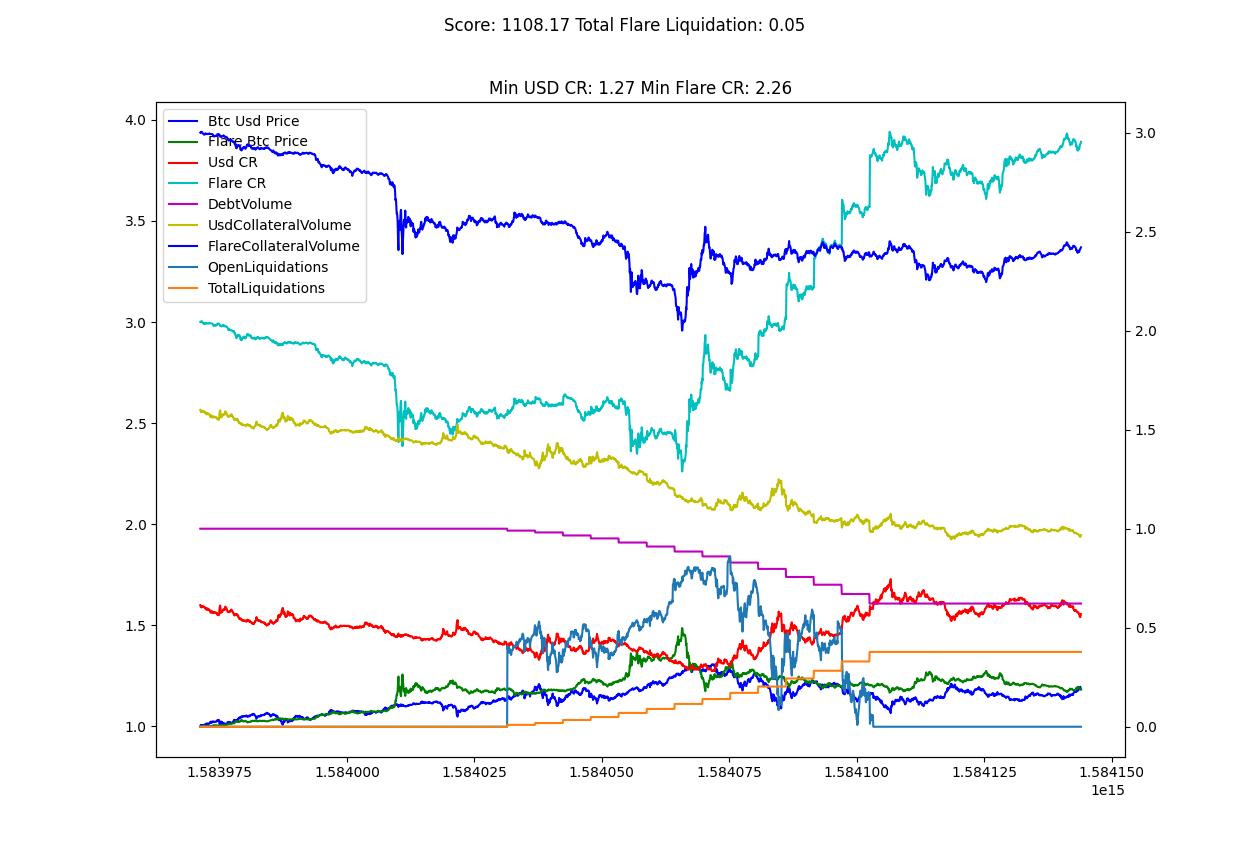 Score: 1108.17 Total Flare Liquidation: 0.05
Min USD CR: 1.27 Min Flare CR: 2.26
Btc Usd Price
Flare Btc Price
Usd CR
Flare CR
DebtVolume
UsdCollateralVolume
FlareCollateralVolume
OpenLiquidations
TotalLiquidations
4.0
3.5
3.0
2.5
2.0
1.5
1.0
3.0
2.5
2.0
1.5
1.0
0.5
0.0
1.583975 1.584000 1.584025 1.584050 1.584075 1.584100 1.584125 1.584150
1e15